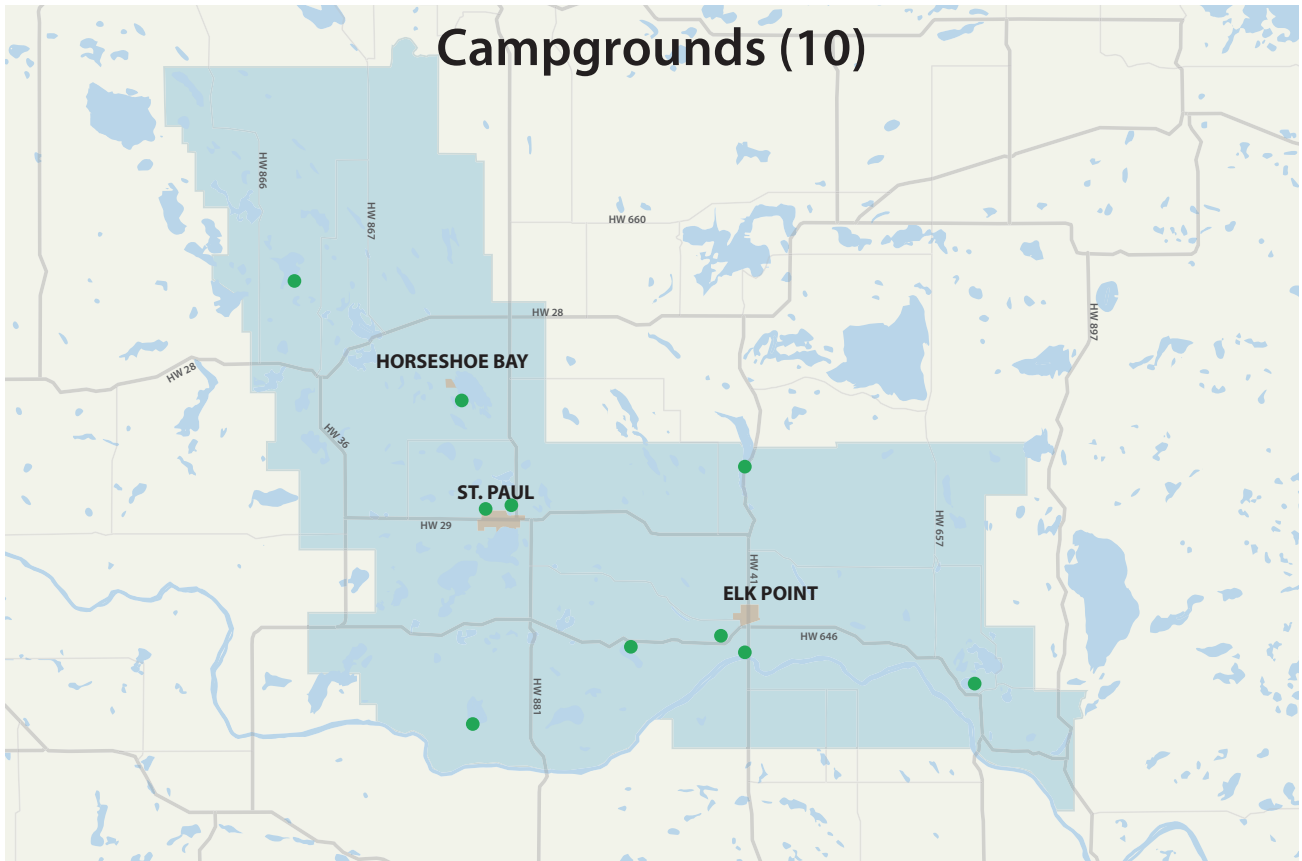 Campgrounds (10)
HW 866
HW 867
HW 660
HW 28
HW 897
HORSESHOE BAY
HW 28
HW 36
ST. PAUL
HW 29
HW 657
HW 41
ELK POINT
HW 646
HW 881